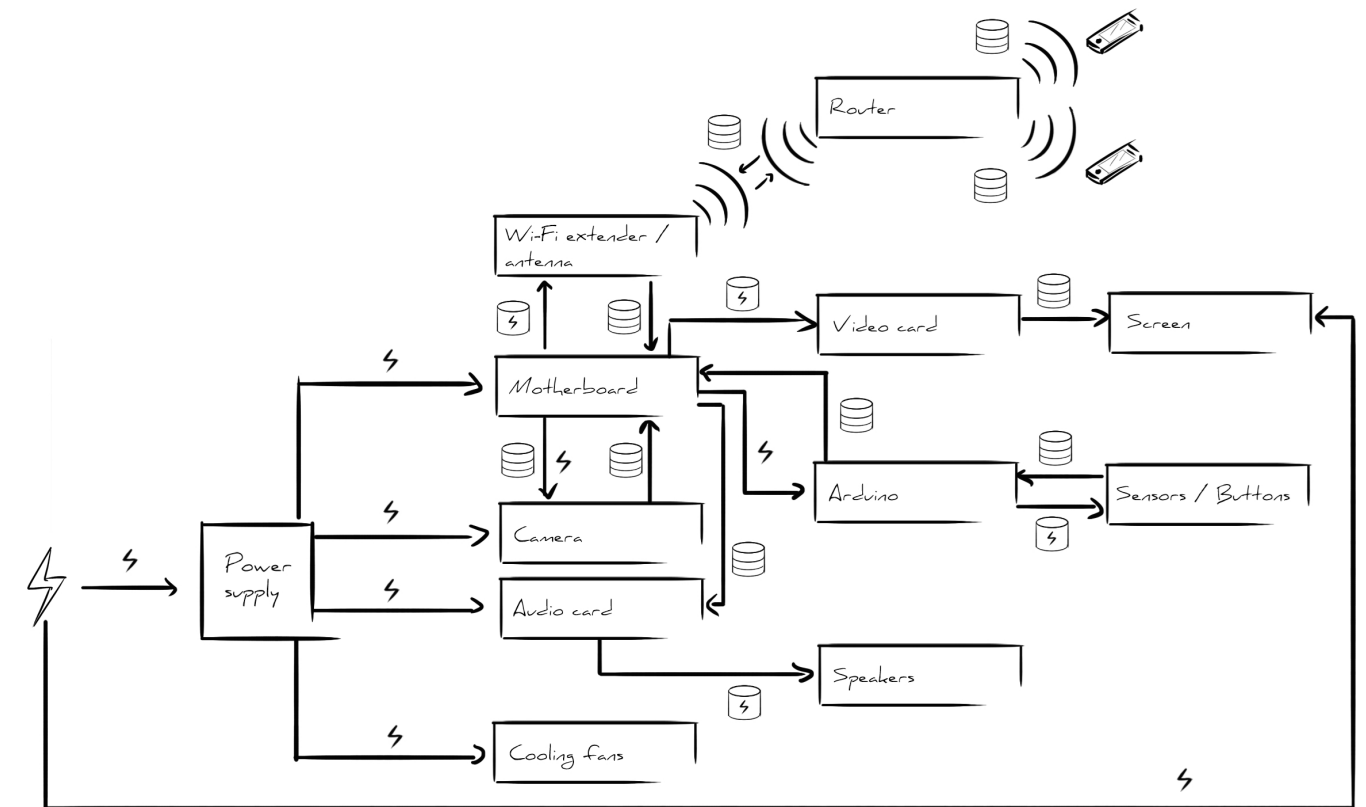 Router
Wi-Fi extender /
antenna
Video card
Screen
Motherboard
Arduino
Sensors / Buttons
Camera
Power
supply
Audio card
Speakers
Cooling fans